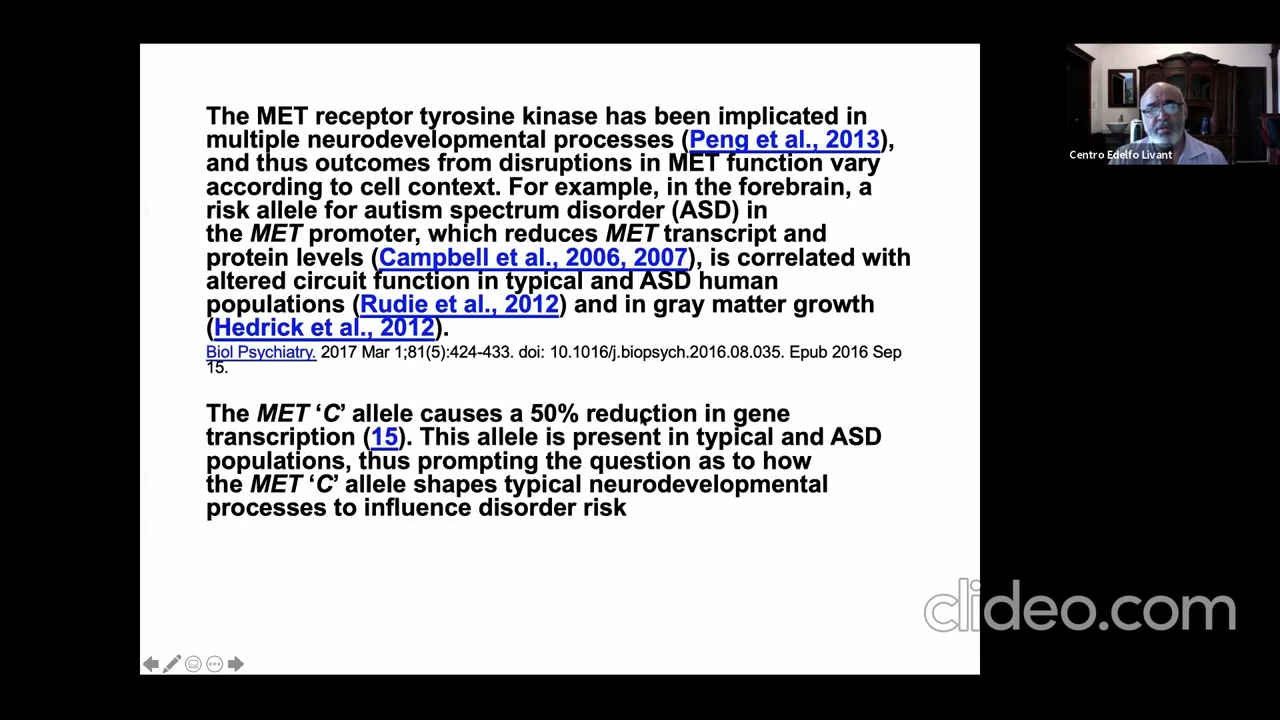 The MET receptor tyrosine kinase has been implicated in
multiple neurodevelopmental processes (Peng et al., 2013),
and thus outcomes from disruptions in MET function vary
according to cell context. For example, in the forebrain, a
risk allele for autism spectrum disorder (ASD) in
the MET promoter, which reduces MET transcript and
protein levels (Campbell et al., 2006, 2007), is correlated with
altered circuit function in typical and ASD human
populations (Rudie et al., 2012) and in gray matter growth
(Hedrick et al., 2012).
Biol Psychiatry. 2017 Mar 1;81(5):424-433. doi: 10.1016/j.biopsych.2016.08.035. Epub 2016 Sep
15.
The MET ‘C’ allele causes a 50% reduction in gene
transcription (15). This allele is present in typical and ASD
populations, thus prompting the question as to how
the MET ‘C’ allele shapes typical neurodevelopmental
processes to influence disorder risk
Centro Edelfo Livant
clideo.com